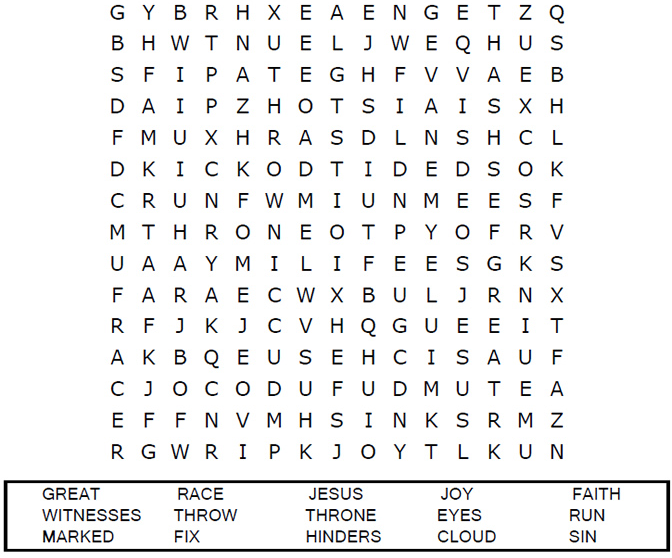 G Y B R H X E A E N G E T Z Q
B H W T N U E L J W E Q H U S
S F I P A T E G H F V V A E B
D A I P Z H O T S I A I S X H
F M U X H R A S D L N S H C L
D K I C K O D T I D E D S O K
C R U N F W M I U N M E E S F
M T H R O N E O T P Y O F R V
U A A Y M I L I F E E S G K S
F A R A E C W X B U L J R N X
R F J K J C V H Q G U E E I T
A K B Q E U S E H C I S A U F
C J O C O D U F U D M U T E A
E F F N V M H S I N K S R M Z
R G W R I P K J O Y T L K U N
GREAT RACE JESUS JOY FAITH
WITNESSES THROW THRONE EYES RUN
MARKED FIX HINDERS CLOUD SIN